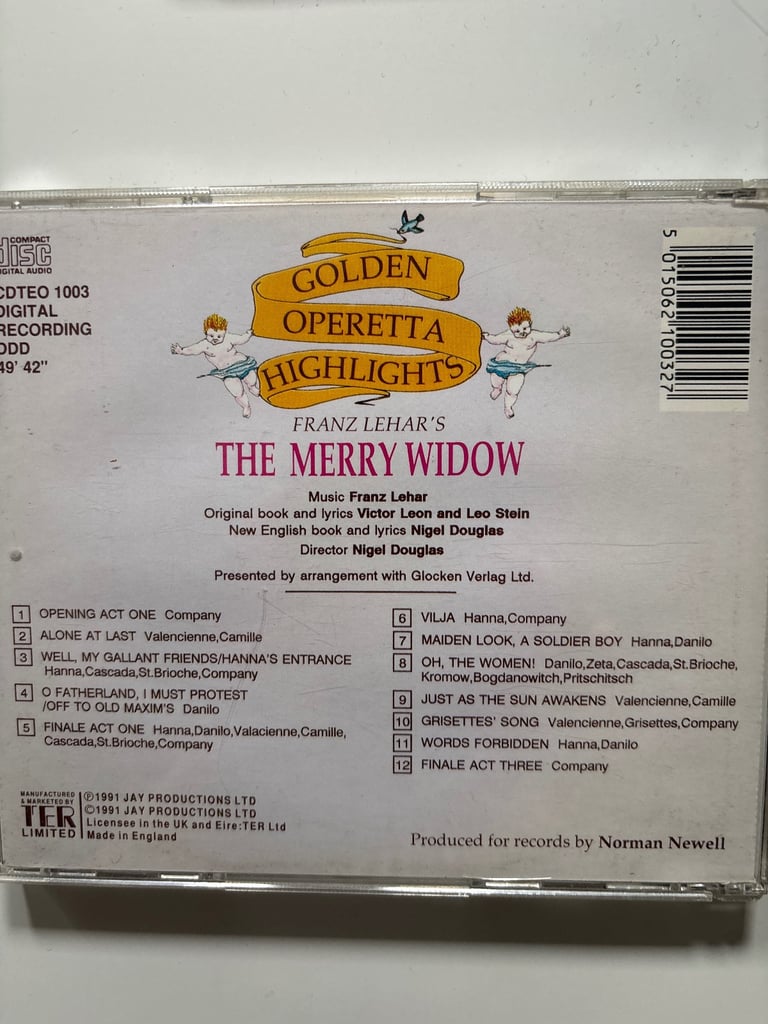 COMPACT
disc
DIGITAL AUDIO
CDTEO 1003
DIGITAL
RECORDING
DDD
49' 42"
GOLDEN
OPERETTA
HIGHLIGHTS
FRANZ LEHAR'S
THE MERRY WIDOW
Music Franz Lehar
Original book and lyrics Victor Leon and Leo Stein
New English book and lyrics Nigel Douglas
Director Nigel Douglas
Presented by arrangement with Glocken Verlag Ltd.
5 015062 100327
1 OPENING ACT ONE Company
2 ALONE AT LAST Valencienne,Camille
3 WELL, MY GALLANT FRIENDS/HANNA'S ENTRANCE
Hanna,Cascada,St.Brioche,Company
4 O FATHERLAND, I MUST PROTEST
/OFF TO OLD MAXIM'S Danilo
5 FINALE ACT ONE Hanna,Danilo,Valacienne,Camille,
Cascada,St.Brioche,Company
6 VILJA Hanna,Company
7 MAIDEN LOOK, A SOLDIER BOY Hanna,Danilo
8 OH, THE WOMEN! Danilo,Zeta,Cascada,St.Brioche,
Kromow,Bogdanowitch,Pritschitsch
9 JUST AS THE SUN AWAKENS Valencienne,Camille
10 GRISETTES' SONG Valencienne,Grisettes,Company
11 WORDS FORBIDDEN Hanna,Danilo
12 FINALE ACT THREE Company
MANUFACTURED
& MARKETED BY
TER
LIMITED
℗1991 JAY PRODUCTIONS LTD
©1991 JAY PRODUCTIONS LTD
Licensee in the UK and Eire:TER Ltd
Made in England
Produced for records by Norman Newell